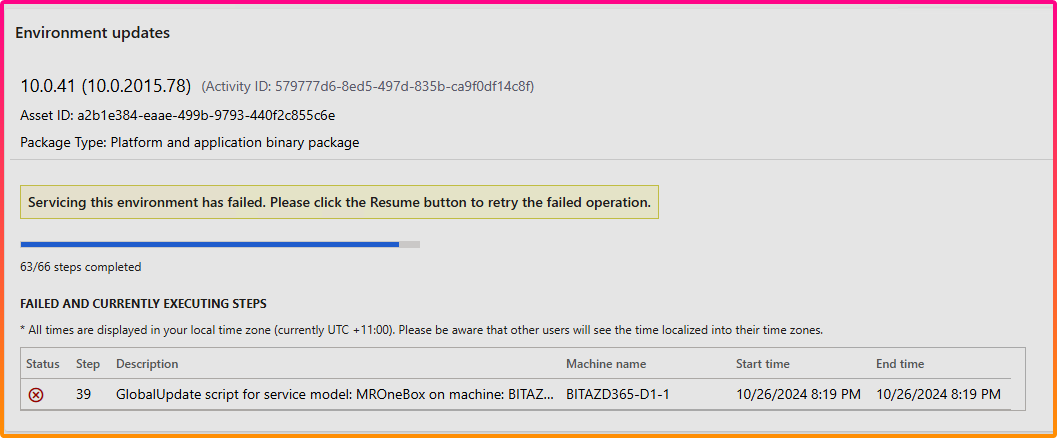 Environment updates
10.0.41 (10.0.2015.78) (Activity ID: 579777d6-8ed5-497d-835b-ca9f0df14c8f)
Asset ID: a2b1e384-eaae-499b-9793-440f2c855c6e
Package Type: Platform and application binary package
Servicing this environment has failed. Please click the Resume button to retry the failed operation.
63/66 steps completed
FAILED AND CURRENTLY EXECUTING STEPS
* All times are displayed in your local time zone (currently UTC +11:00). Please be aware that other users will see the time localized into their time zones.
Status Step Description Machine name Start time End time
39 GlobalUpdate script for service model: MROneBox on machine: BITAZ... BITAZD365-D1-1 10/26/2024 8:19 PM 10/26/2024 8:19 PM